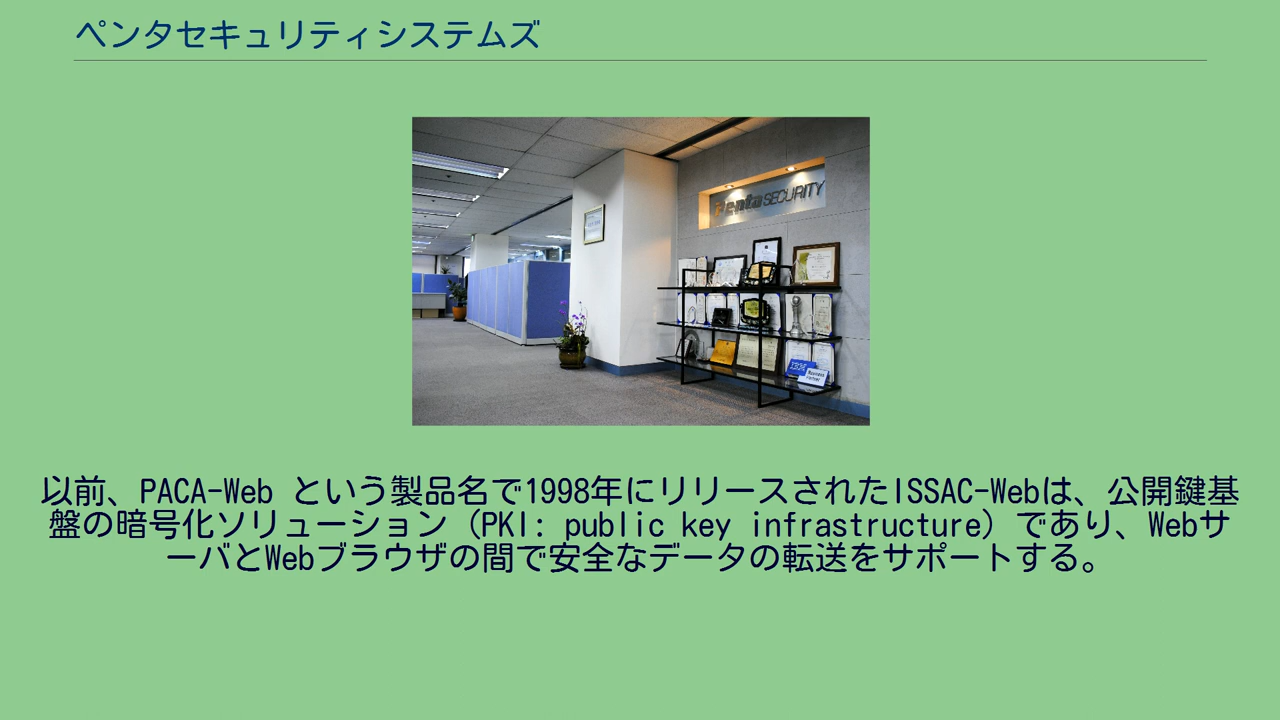 ペンタセキュリティシステムズ
Penta SECURITY
IBM
Business
Partner
以前、PACA-Web という製品名で1998年にリリースされたISSAC-Webは、公開鍵基
盤の暗号化ソリューション（PKI: public key infrastructure）であり、Webサ
ーバとWebブラウザの間で安全なデータの転送をサポートする。